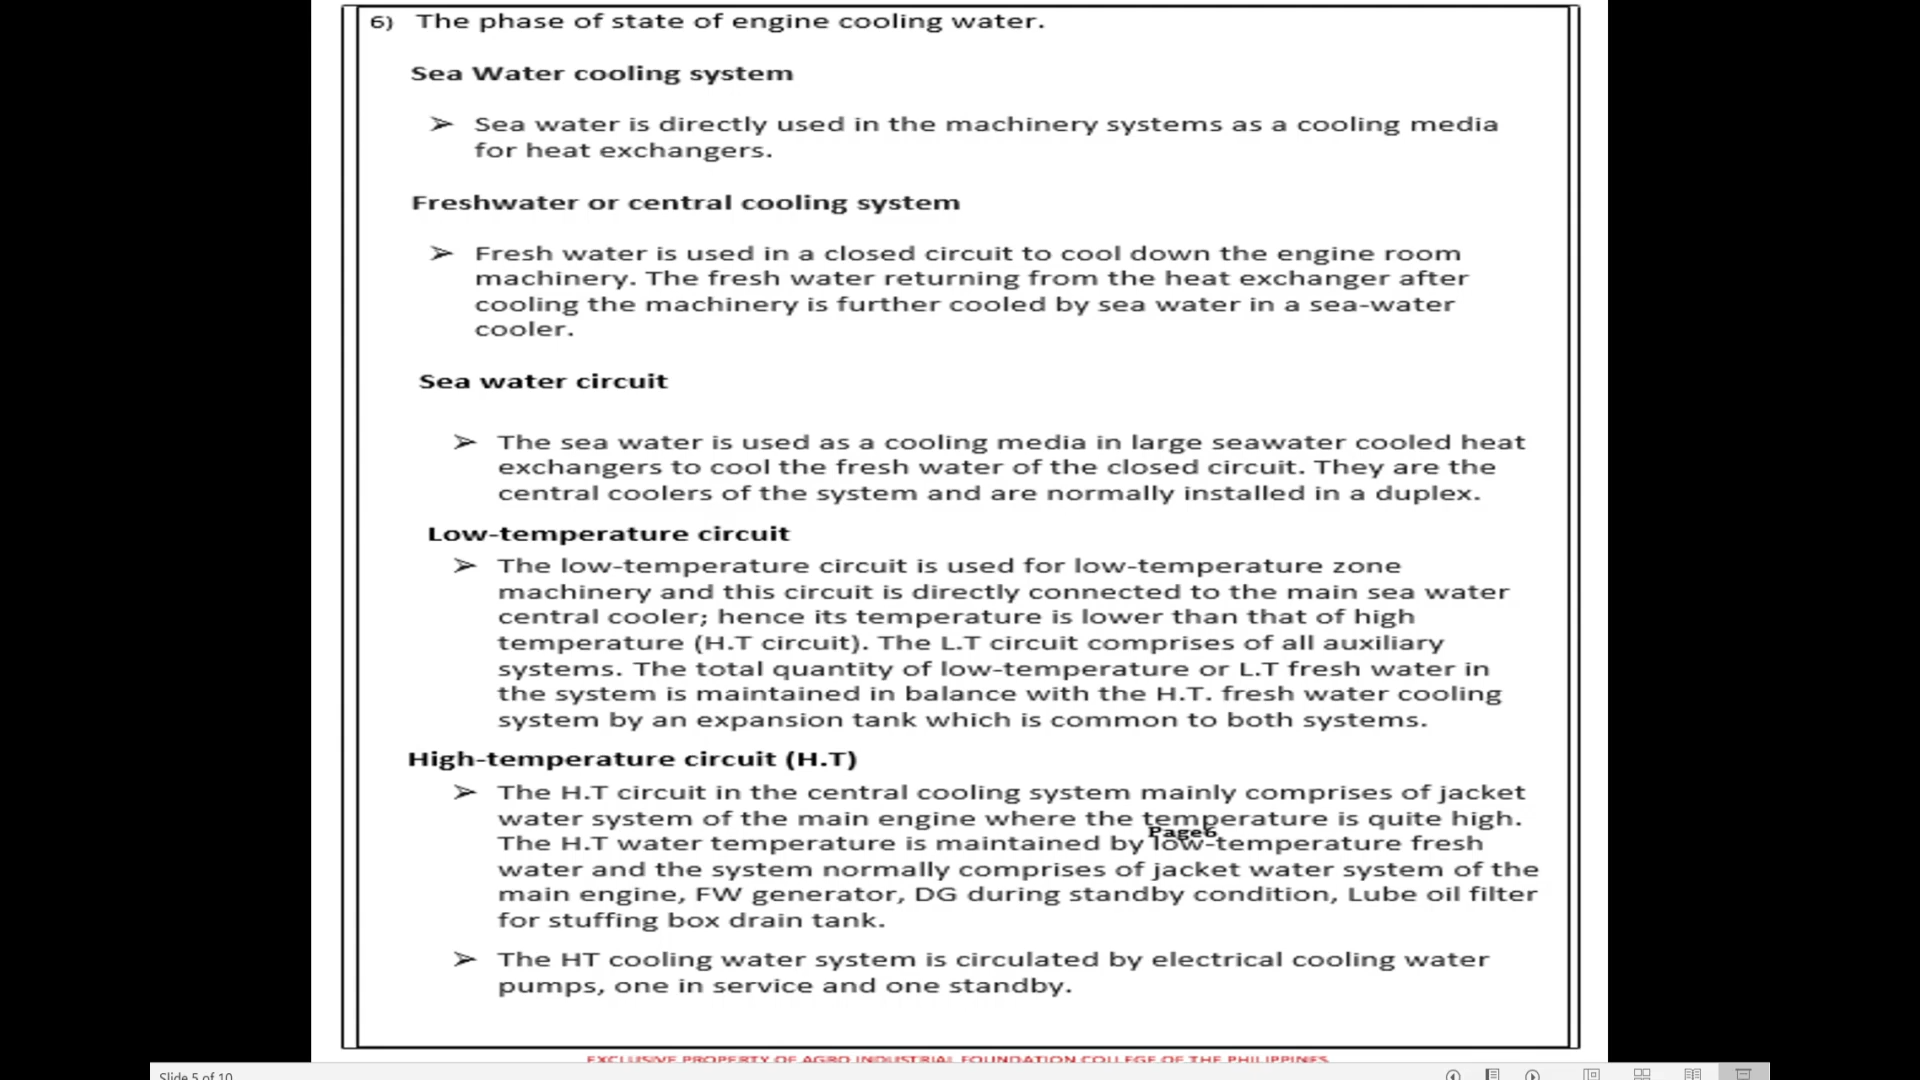 6) The phase of state of engine cooling water.
Sea Water cooling system
➢ Sea water is directly used in the machinery systems as a cooling media
for heat exchangers.
Freshwater or central cooling system
➢ Fresh water is used in a closed circuit to cool down the engine room
machinery. The fresh water returning from the heat exchanger after
cooling the machinery is further cooled by sea water in a sea-water
cooler.
Sea water circuit
➢ The sea water is used as a cooling media in large seawater cooled heat
exchangers to cool the fresh water of the closed circuit. They are the
central coolers of the system and are normally installed in a duplex.
Low-temperature circuit
➢ The low-temperature circuit is used for low-temperature zone
machinery and this circuit is directly connected to the main sea water
central cooler; hence its temperature is lower than that of high
temperature (H.T circuit). The L.T circuit comprises of all auxiliary
systems. The total quantity of low-temperature or L.T fresh water in
the system is maintained in balance with the H.T. fresh water cooling
system by an expansion tank which is common to both systems.
High-temperature circuit (H.T)
➢ The H.T circuit in the central cooling system mainly comprises of jacket
water system of the main engine where the temperature is quite high.
Page6
The H.T water temperature is maintained by low-temperature fresh
water and the system normally comprises of jacket water system of the
main engine, FW generator, DG during standby condition, Lube oil filter
for stuffing box drain tank.
➢ The HT cooling water system is circulated by electrical cooling water
pumps, one in service and one standby.
EXCLUSIVE PROPERTY OF AGRO INDUSTRIAL FOUNDATION COLLEGE OF THE PHILIPPINES
Slide 5 of 10